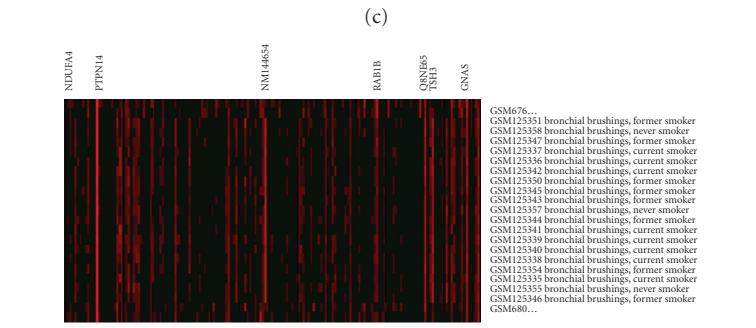 (c)
NDUFA4
PTPN14
NM144654
RAB1B
Q8NE65
TSH3
GNAS
GSM676...
GSM125351 bronchial brushings, former smoker
GSM125358 bronchial brushings, never smoker
GSM125347 bronchial brushings, former smoker
GSM125337 bronchial brushings, current smoker
GSM125336 bronchial brushings, current smoker
GSM125342 bronchial brushings, current smoker
GSM125350 bronchial brushings, former smoker
GSM125345 bronchial brushings, former smoker
GSM125343 bronchial brushings, former smoker
GSM125357 bronchial brushings, never smoker
GSM125344 bronchial brushings, former smoker
GSM125341 bronchial brushings, current smoker
GSM125339 bronchial brushings, current smoker
GSM125340 bronchial brushings, current smoker
GSM125338 bronchial brushings, current smoker
GSM125354 bronchial brushings, former smoker
GSM125335 bronchial brushings, current smoker
GSM125355 bronchial brushings, never smoker
GSM125346 bronchial brushings, former smoker
GSM680...